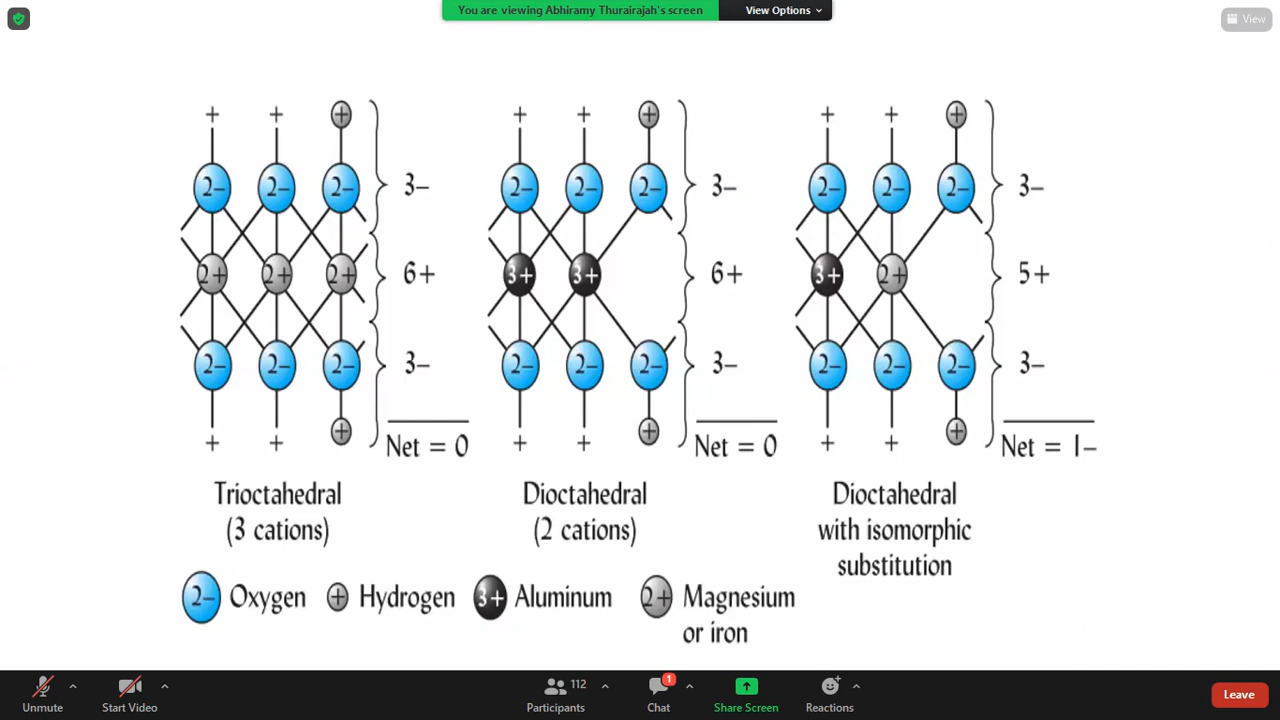 You are viewing Abhiramy Thurairajah's screen View Options
View
+ + + + + + + + +
2– 2– 2– 3– 2– 2– 2– 3– 2– 2– 2– 3–
2+ 2+ 2+ 6+ 3+ 3+ 6+ 3+ 2+ 5+
2– 2– 2– 3– 2– 2– 2– 3– 2– 2– 2– 3–
+ + + + + + + + +
Net = 0 Net = 0 Net = 1–
Trioctahedral
(3 cations)
Dioctahedral
(2 cations)
Dioctahedral
with isomorphic
substitution
2– Oxygen + Hydrogen 3+ Aluminum 2+ Magnesium
or iron
112 1
Unmute Start Video Participants Chat Share Screen Reactions Leave